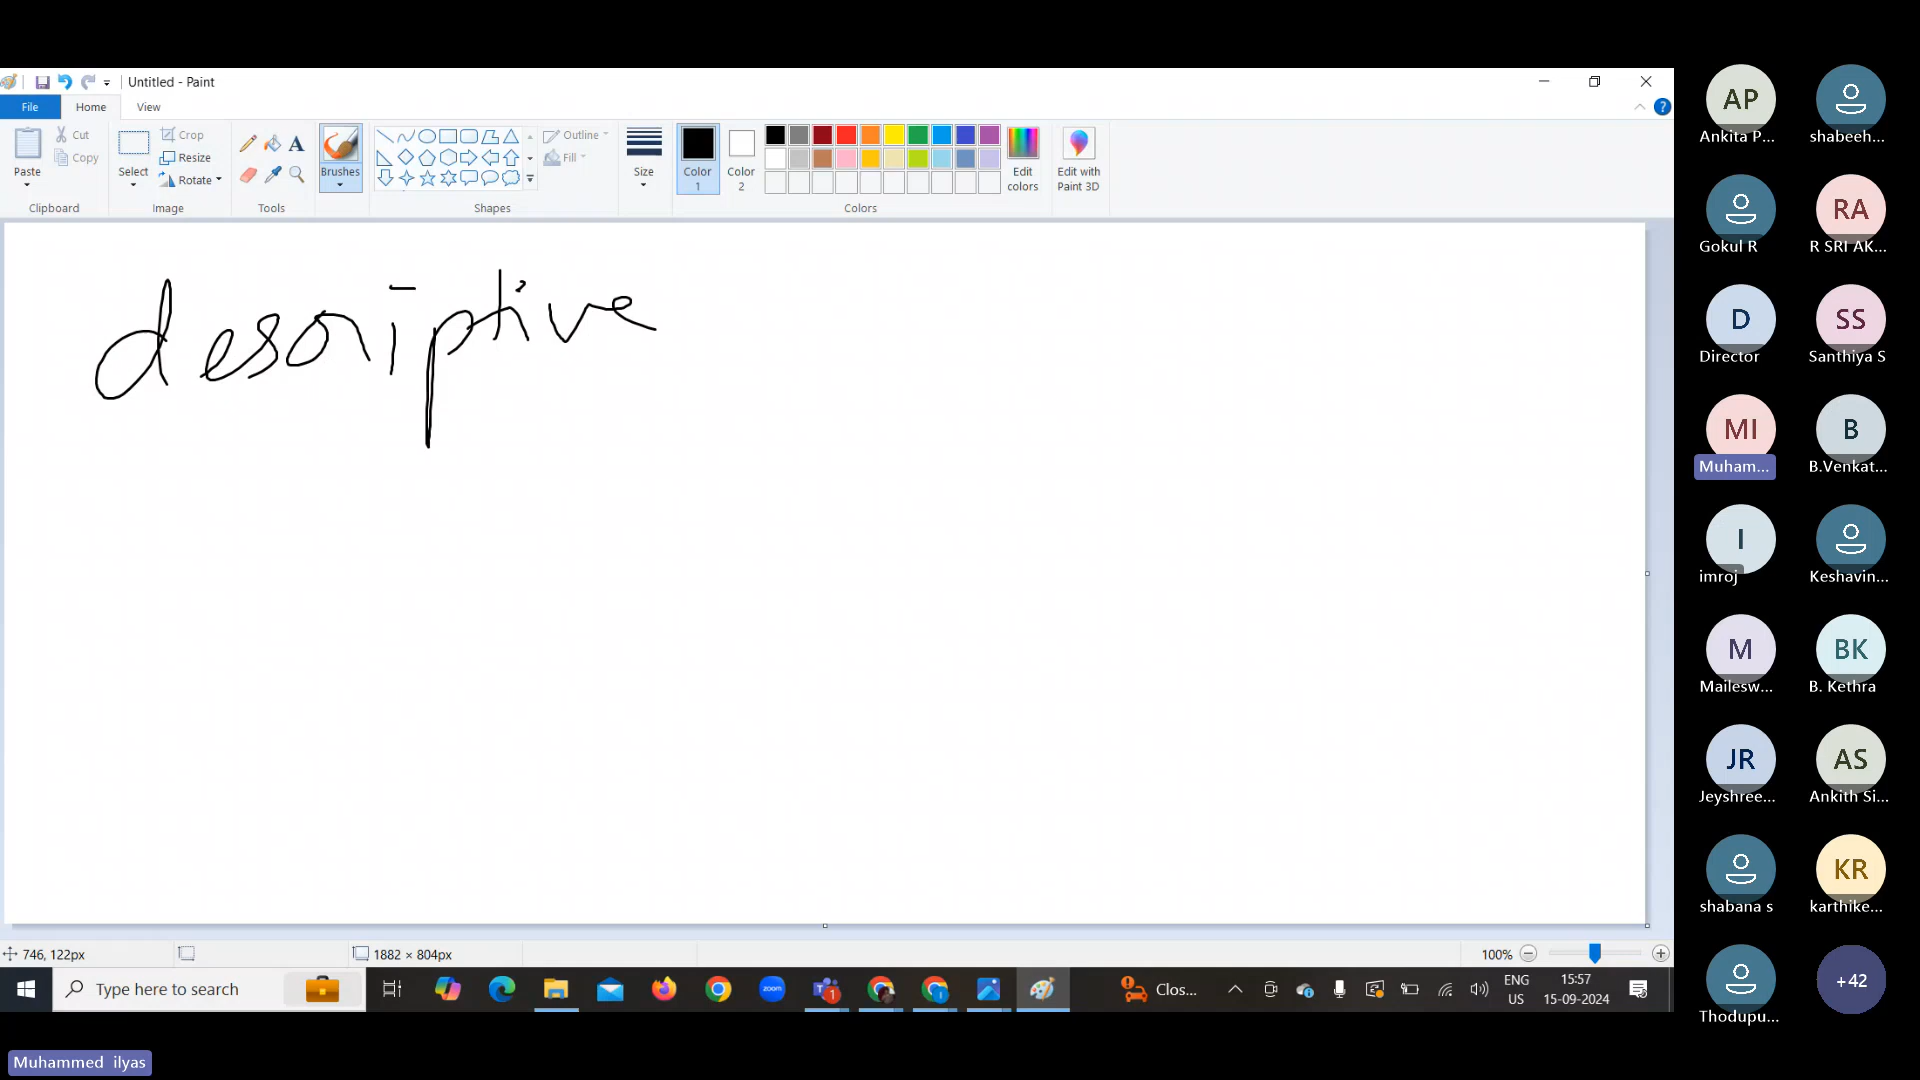 Untitled - Paint
File Home View
Paste Cut Copy Clipboard
Select Crop Resize Rotate Image
Tools
Brushes
Shapes
Outline Fill
Size
Color 1 Color 2
Edit colors
Colors
Edit with Paint 3D
descriptive
746, 122px 1882 × 804px 100%
Type here to search zoom 1 Clos... ENG US 15:57 15-09-2024
Muhammed ilyas
AP Ankita P... shabeeh...
Gokul R RA R SRI AK...
D Director SS Santhiya S
MI Muham... B B.Venkat...
I imroj Keshavin...
M Mailesw... BK B. Kethra
JR Jeyshree... AS Ankith Si...
shabana s KR karthike...
Thodupu... +42